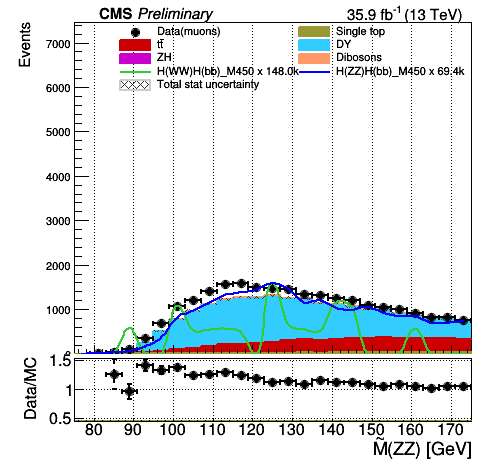 CMS Preliminary 35.9 fb⁻¹ (13 TeV)
Data(muons) Single top
tt̄ DY
ZH Dibosons
H(WW)H(bb)_M450 x 148.0k H(ZZ)H(bb)_M450 x 69.4k
Total stat uncertainty
Events
7000
6000
5000
4000
3000
2000
1000
Data/MC
1.5
1
0.5
80 90 100 110 120 130 140 150 160 170
M̃(ZZ) [GeV]